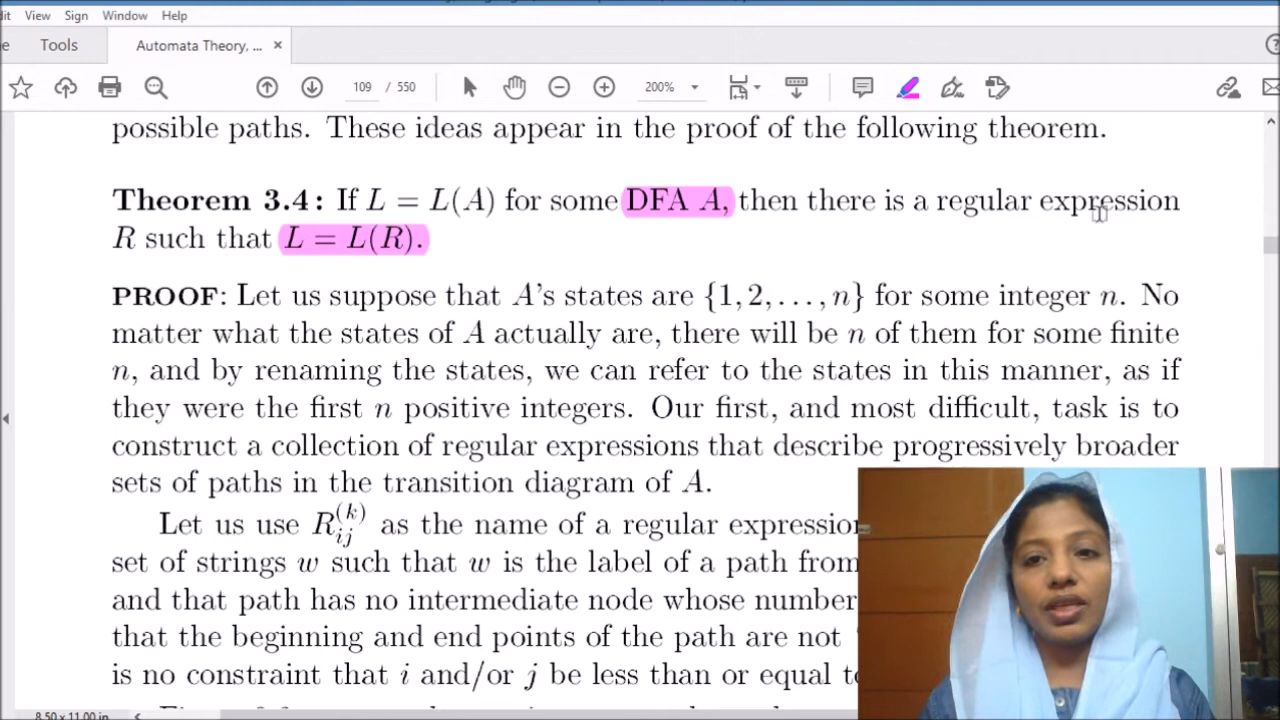 View Sign Window Help
Tools Automata Theory, ... ×
109 / 550 200%
possible paths. These ideas appear in the proof of the following theorem.
Theorem 3.4: If L = L(A) for some DFA A, then there is a regular expression
R such that L = L(R).
PROOF: Let us suppose that A's states are {1, 2, . . . , n} for some integer n. No
matter what the states of A actually are, there will be n of them for some finite
n, and by renaming the states, we can refer to the states in this manner, as if
they were the first n positive integers. Our first, and most difficult, task is to
construct a collection of regular expressions that describe progressively broader
sets of paths in the transition diagram of A.
Let us use R_{ij}^{(k)} as the name of a regular expression
set of strings w such that w is the label of a path from
and that path has no intermediate node whose number
that the beginning and end points of the path are not
is no constraint that i and/or j be less than or equal
8.50 x 11.00 in